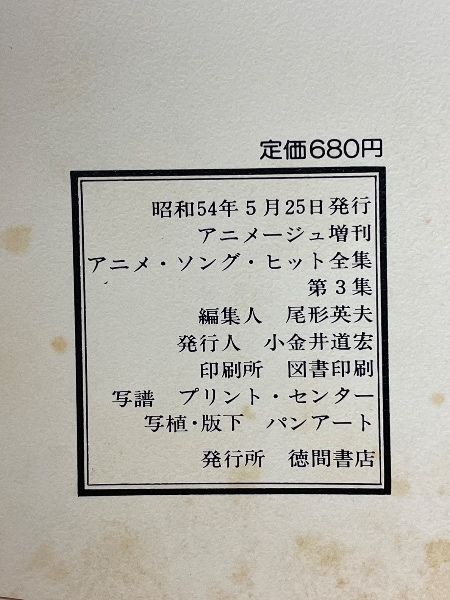 定価680円
昭和54年5月25日発行
アニメージュ増刊
アニメ・ソング・ヒット全集
第3集
編集人　尾形英夫
発行人　小金井道宏
印刷所　図書印刷
写譜　プリント・センター
写植・版下　パンアート
発行所　徳間書店